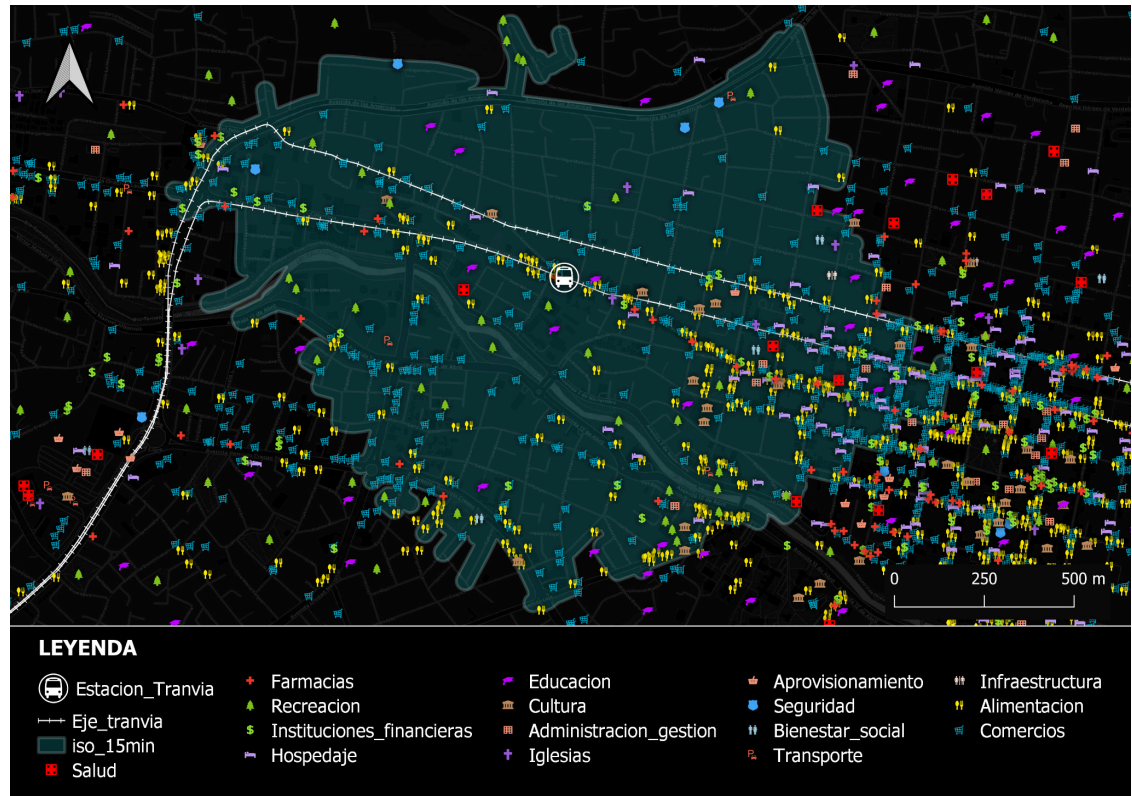 0 250 500 m
LEYENDA
Estacion_Tranvia
Eje_tranvia
iso_15min
Salud
Farmacias
Recreacion
Instituciones_financieras
Hospedaje
Educacion
Cultura
Administracion_gestion
Iglesias
Aprovisionamiento
Seguridad
Bienestar_social
Transporte
Infraestructura
Alimentacion
Comercios